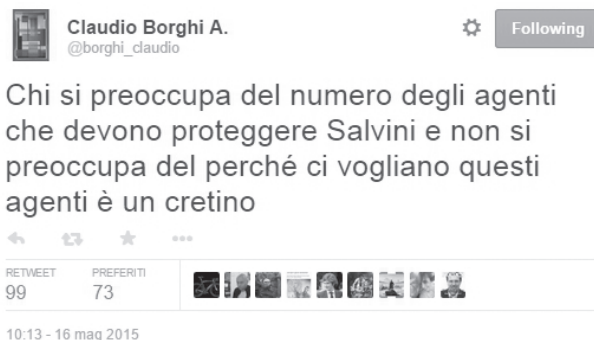 Claudio Borghi A.
@borghi_claudio
Following
Chi si preoccupa del numero degli agenti
che devono proteggere Salvini e non si
preoccupa del perché ci vogliano questi
agenti è un cretino
RETWEET PREFERITI
99 73
10:13 - 16 mag 2015